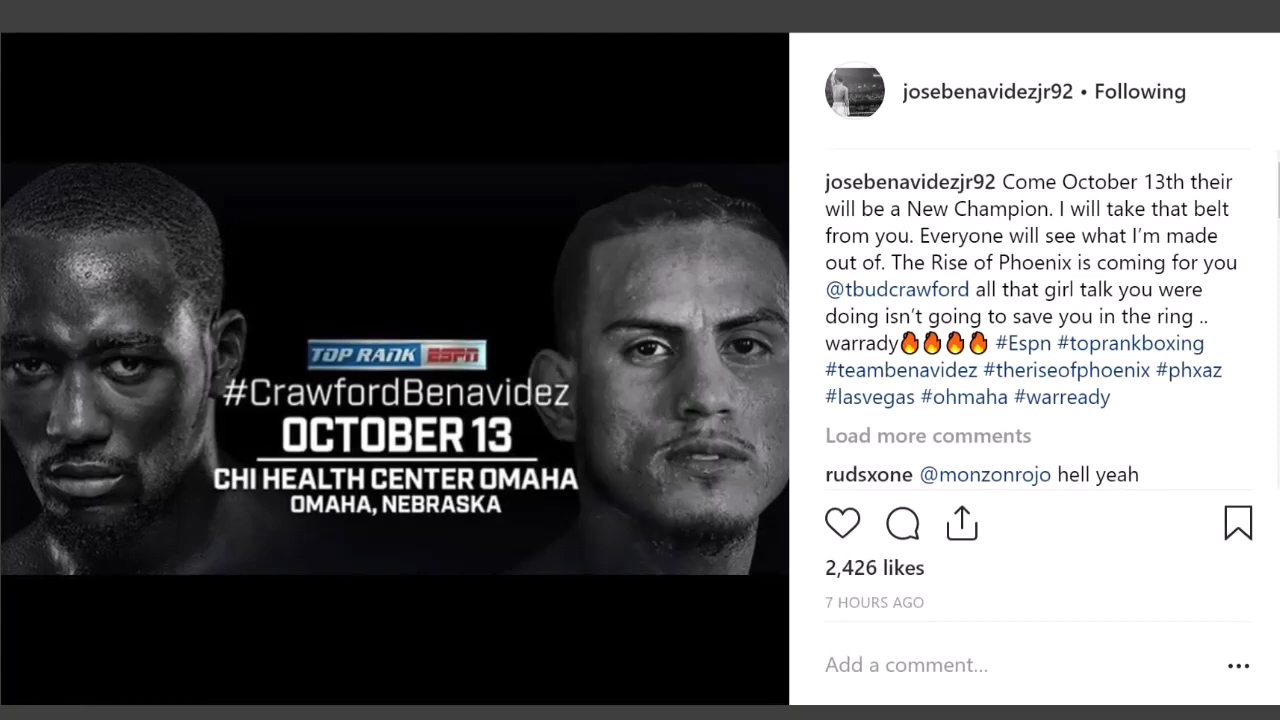 TOP RANK ESPN
#CrawfordBenavidez
OCTOBER 13
CHI HEALTH CENTER OMAHA
OMAHA, NEBRASKA
josebenavidezjr92 • Following
josebenavidezjr92 Come October 13th their
will be a New Champion. I will take that belt
from you. Everyone will see what I’m made
out of. The Rise of Phoenix is coming for you
@tbudcrawford all that girl talk you were
doing isn’t going to save you in the ring ..
warrady🔥🔥🔥🔥 #Espn #toprankboxing
#teambenavidez #theriseofphoenix #phxaz
#lasvegas #ohmaha #warready
Load more comments
rudsxone @monzonrojo hell yeah
2,426 likes
7 HOURS AGO
Add a comment...